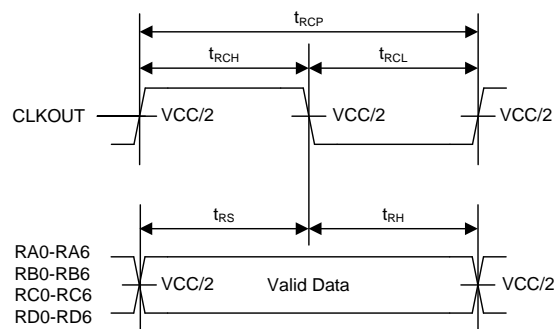 tRCP
tRCH tRCL
CLKOUT VCC/2 VCC/2 VCC/2
tRS tRH
RA0-RA6
RB0-RB6
RC0-RC6
RD0-RD6
VCC/2 Valid Data VCC/2